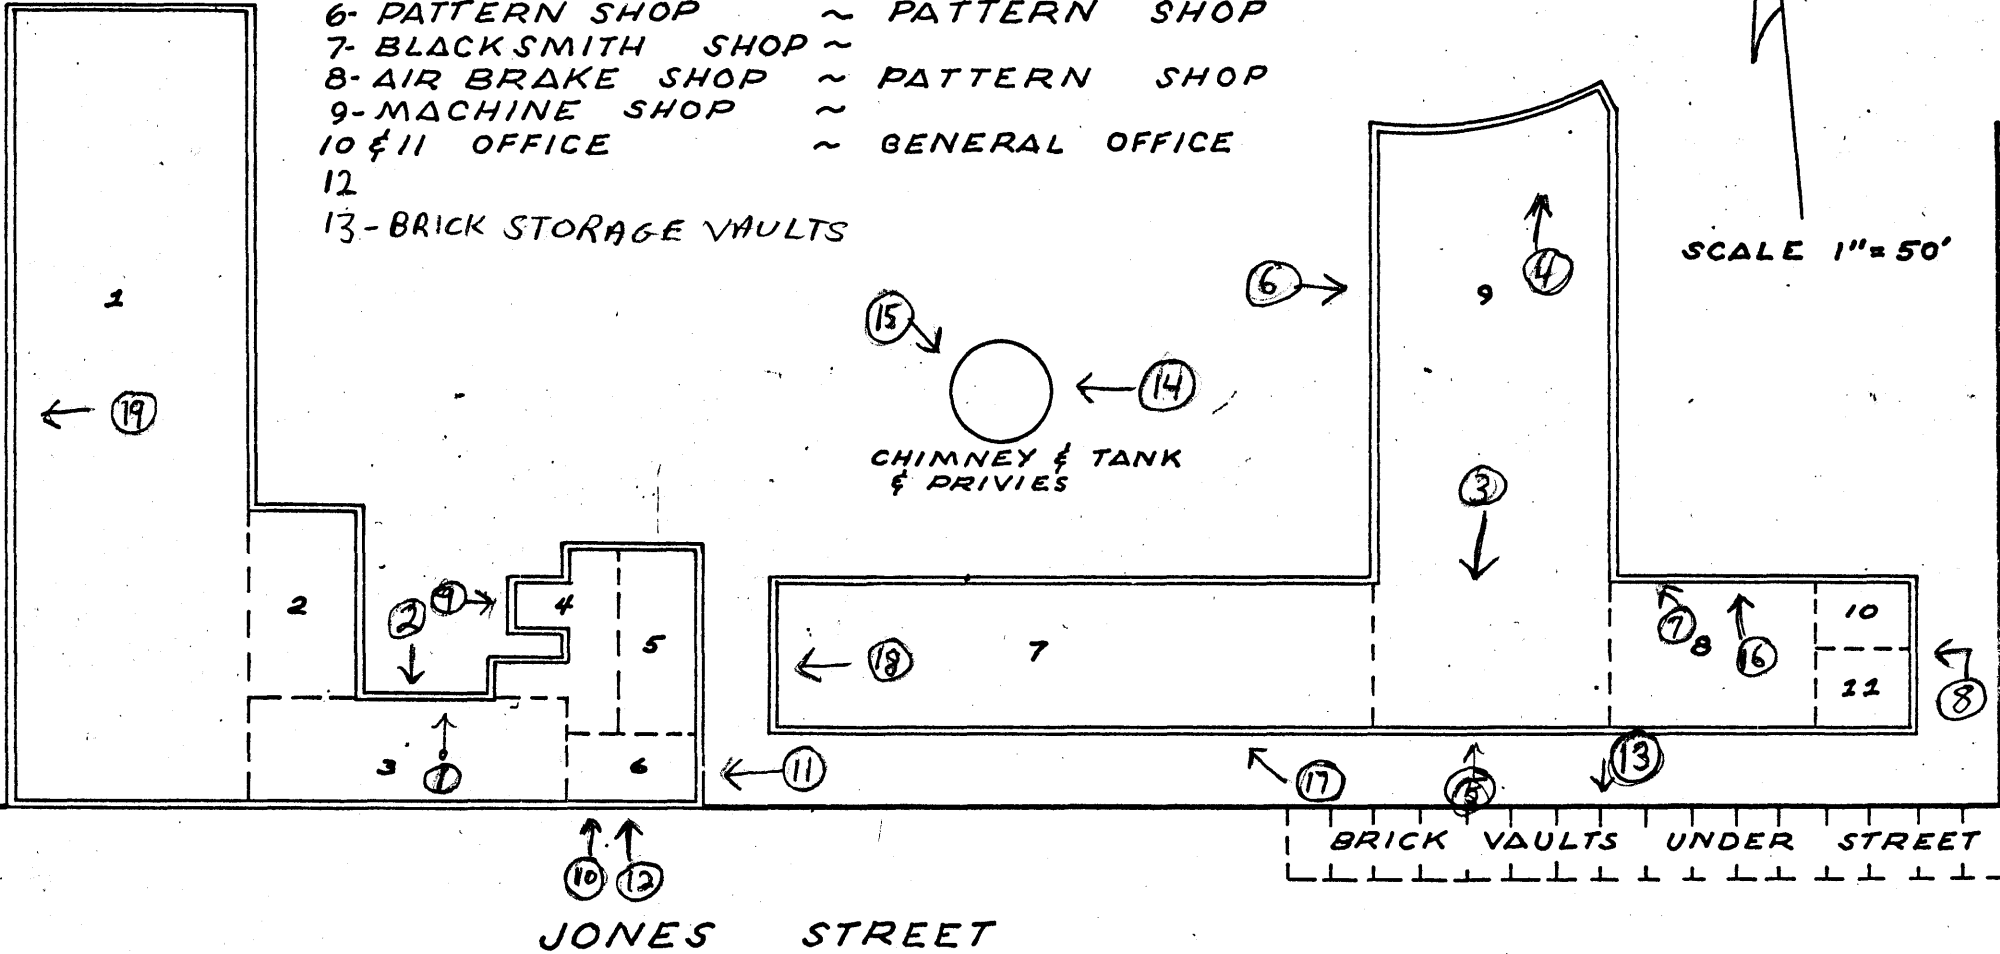 6- PATTERN SHOP ~ PATTERN SHOP
7- BLACKSMITH SHOP ~
8- AIR BRAKE SHOP ~ PATTERN SHOP
9- MACHINE SHOP ~
10 & 11 OFFICE ~ GENERAL OFFICE
12
13- BRICK STORAGE VAULTS
SCALE 1"= 50'
1
19
2
2
9
4
5
3
1
6
11
10
12
15
14
CHIMNEY & TANK
& PRIVIES
6
9
4
3
7
18
7
8
16
10
11
8
17
13
BRICK VAULTS UNDER STREET
JONES STREET